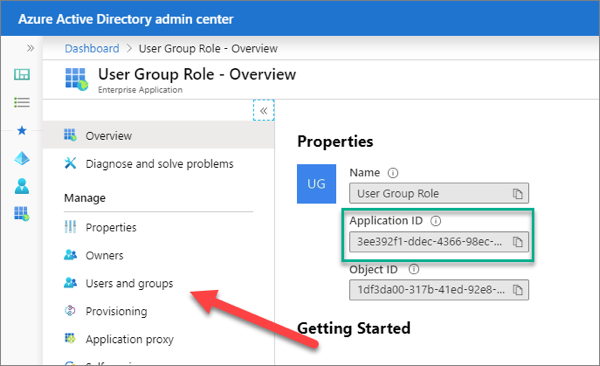 Azure Active Directory admin center
Dashboard > User Group Role - Overview
User Group Role - Overview
Enterprise Application
Overview
Diagnose and solve problems
Manage
Properties
Owners
Users and groups
Provisioning
Application proxy
Properties
UG
Name
User Group Role
Application ID
3ee392f1-ddec-4366-98ec-...
Object ID
1df3da00-317b-41ed-92e8-...
Getting Started